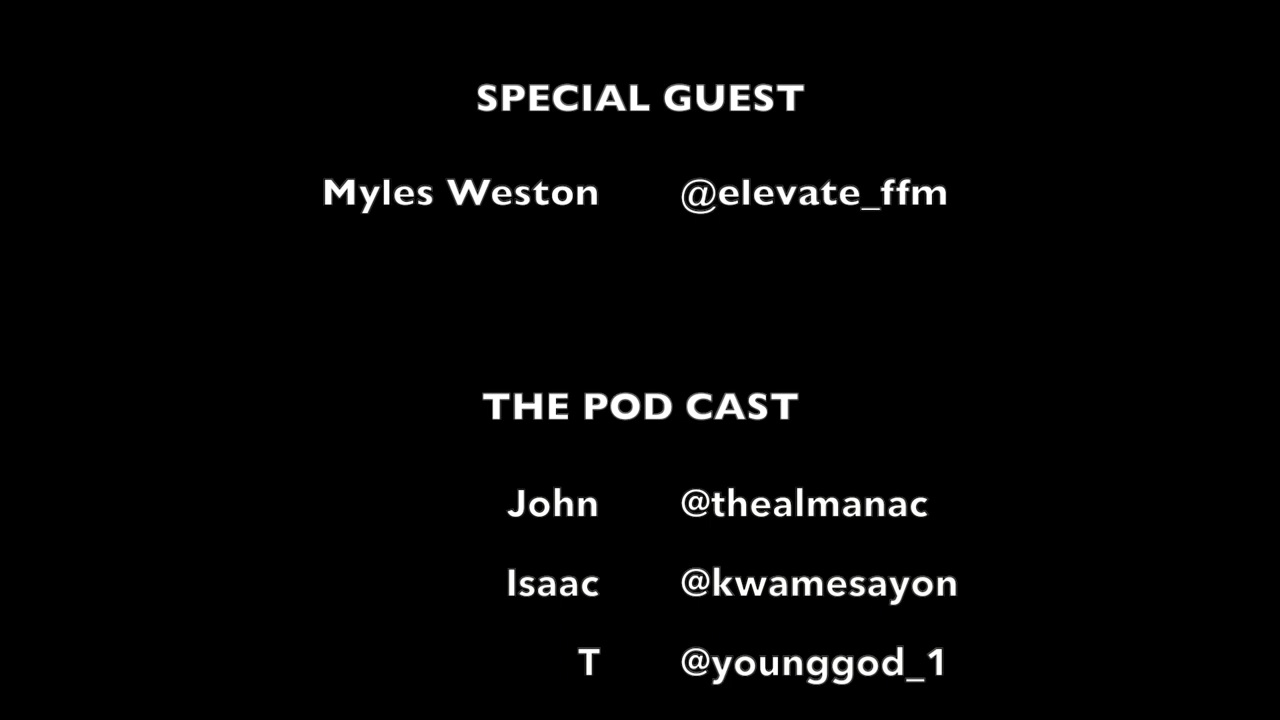 SPECIAL GUEST
Myles Weston @elevate_ffm
THE POD CAST
John @thealmanac
Isaac @kwamesayon
T @younggod_1